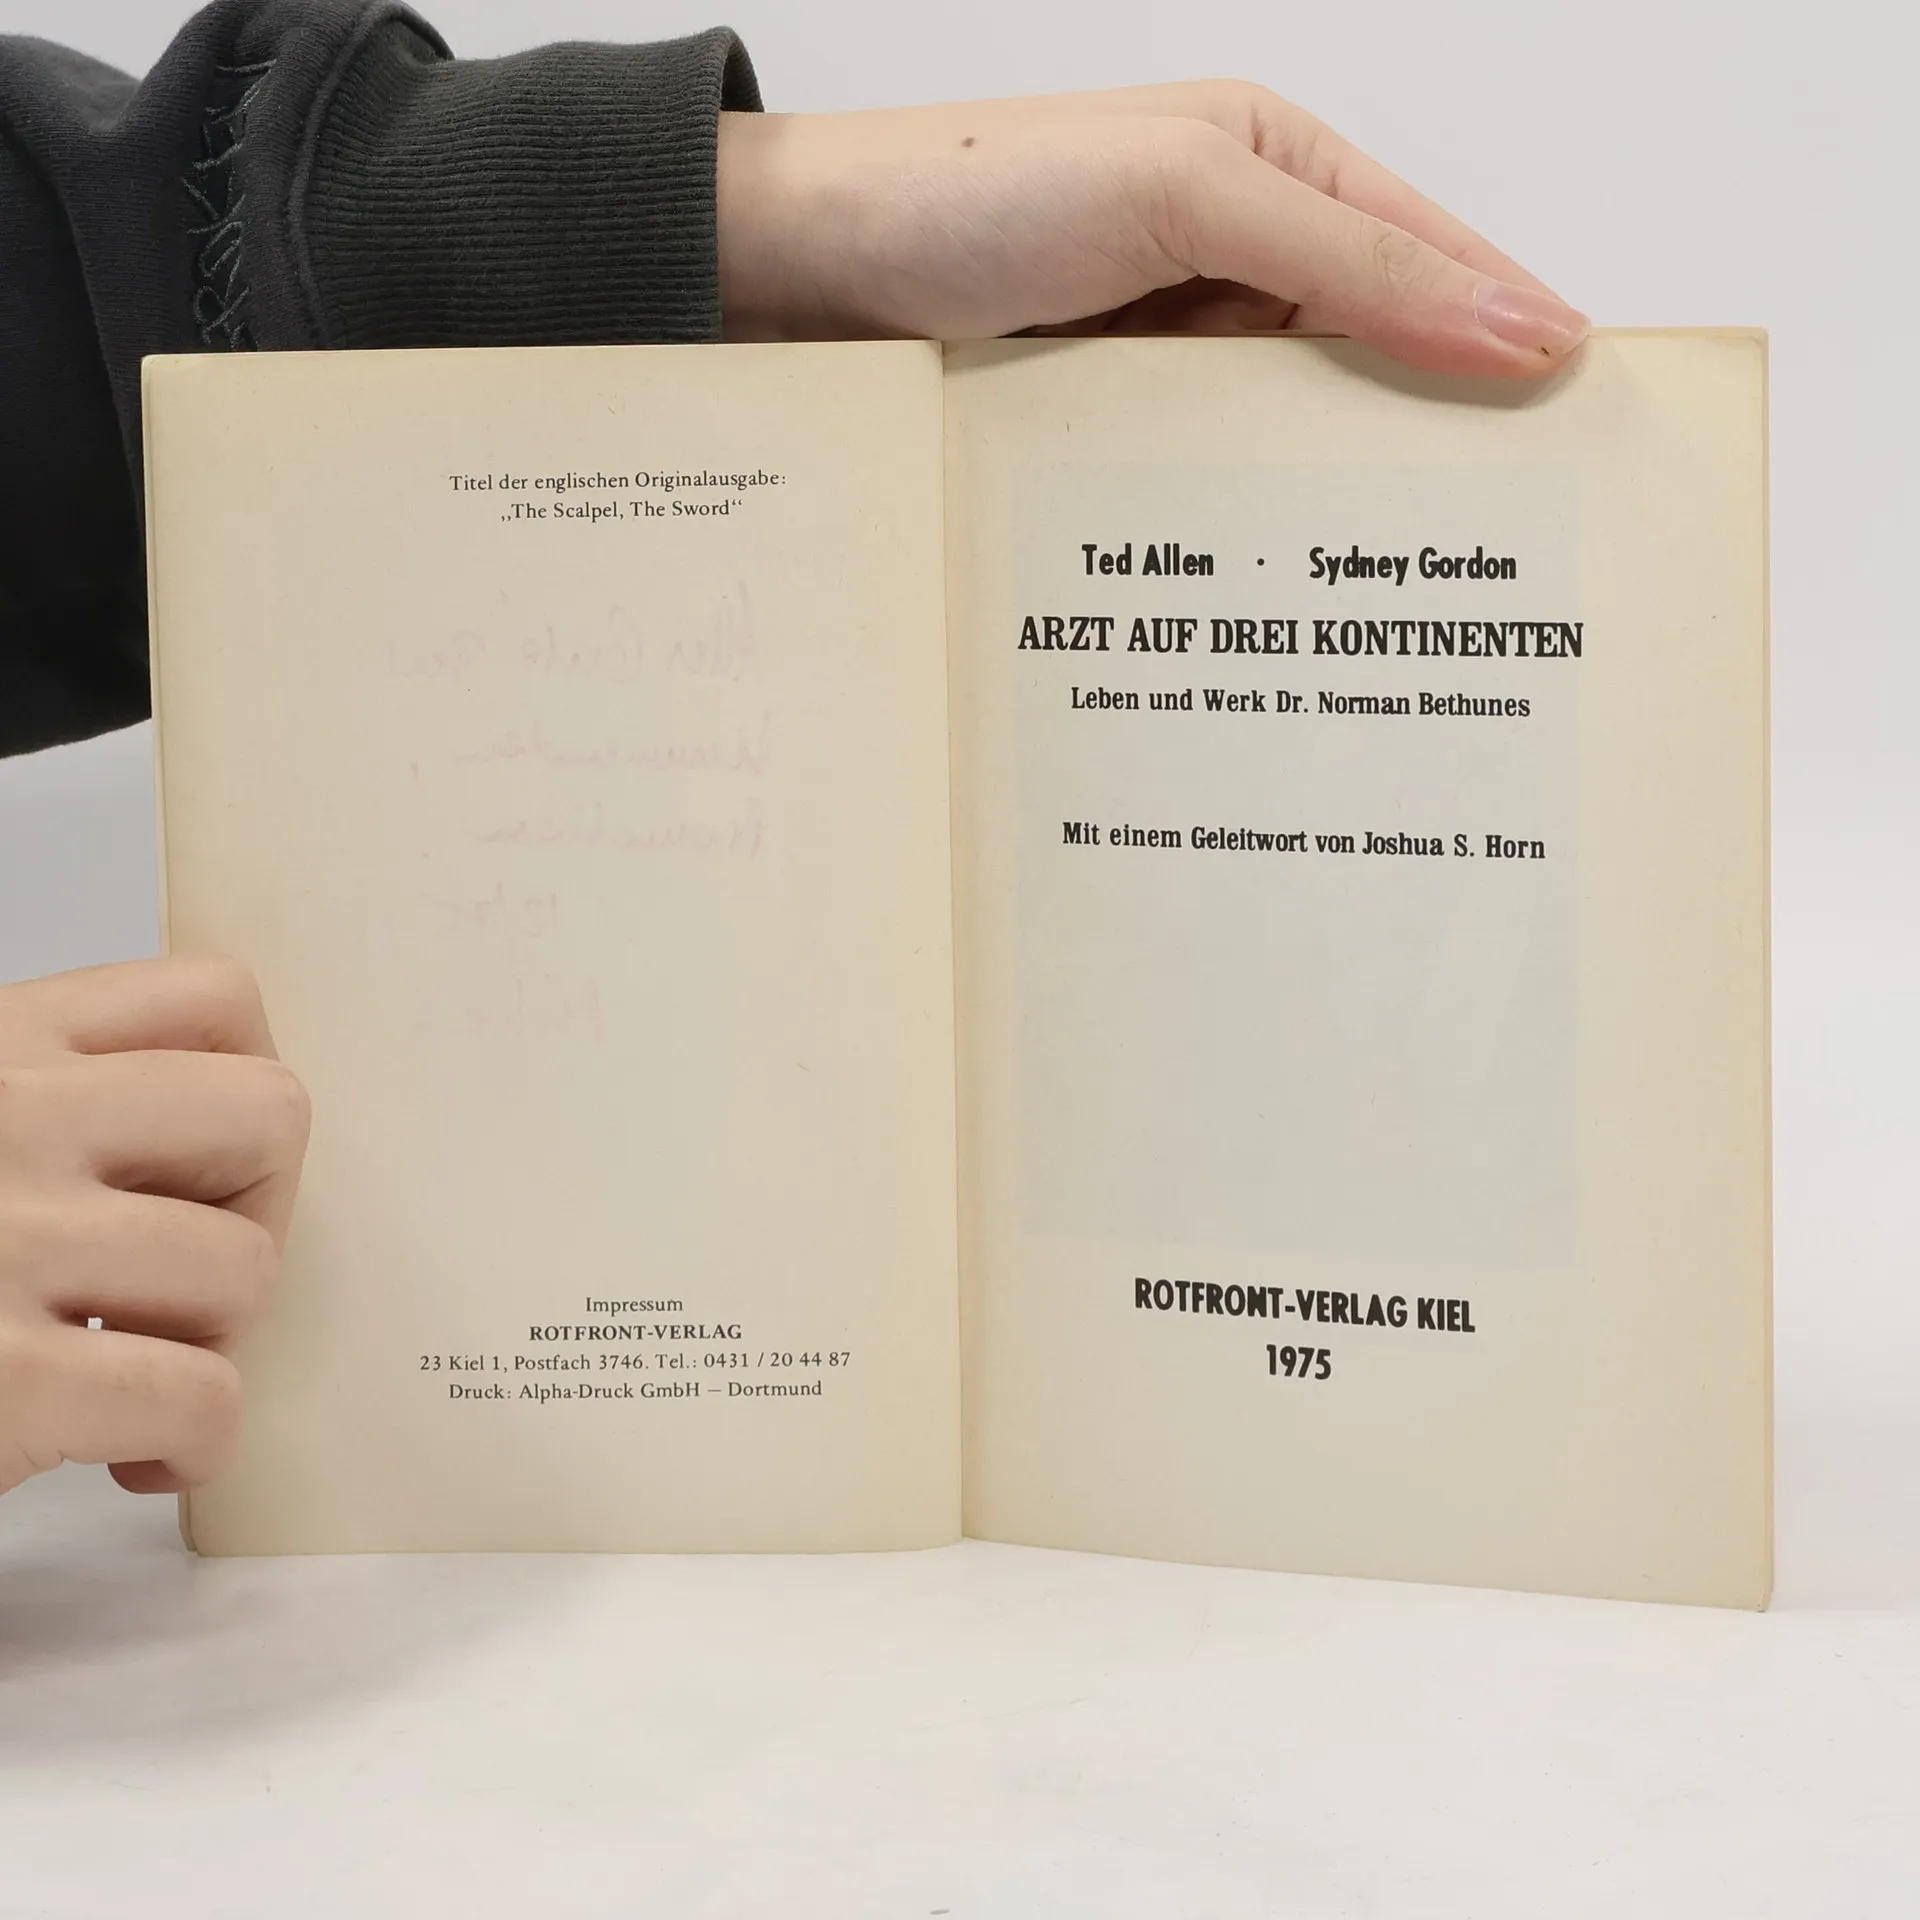 Titel der englischen Originalausgabe:
„The Scalpel, The Sword“
Impressum
ROTFRONT-VERLAG
23 Kiel 1, Postfach 3746. Tel.: 0431 / 20 44 87
Druck: Alpha-Druck GmbH – Dortmund
Ted Allen · Sydney Gordon
ARZT AUF DREI KONTINENTEN
Leben und Werk Dr. Norman Bethunes
Mit einem Geleitwort von Joshua S. Horn
ROTFRONT-VERLAG KIEL
1975